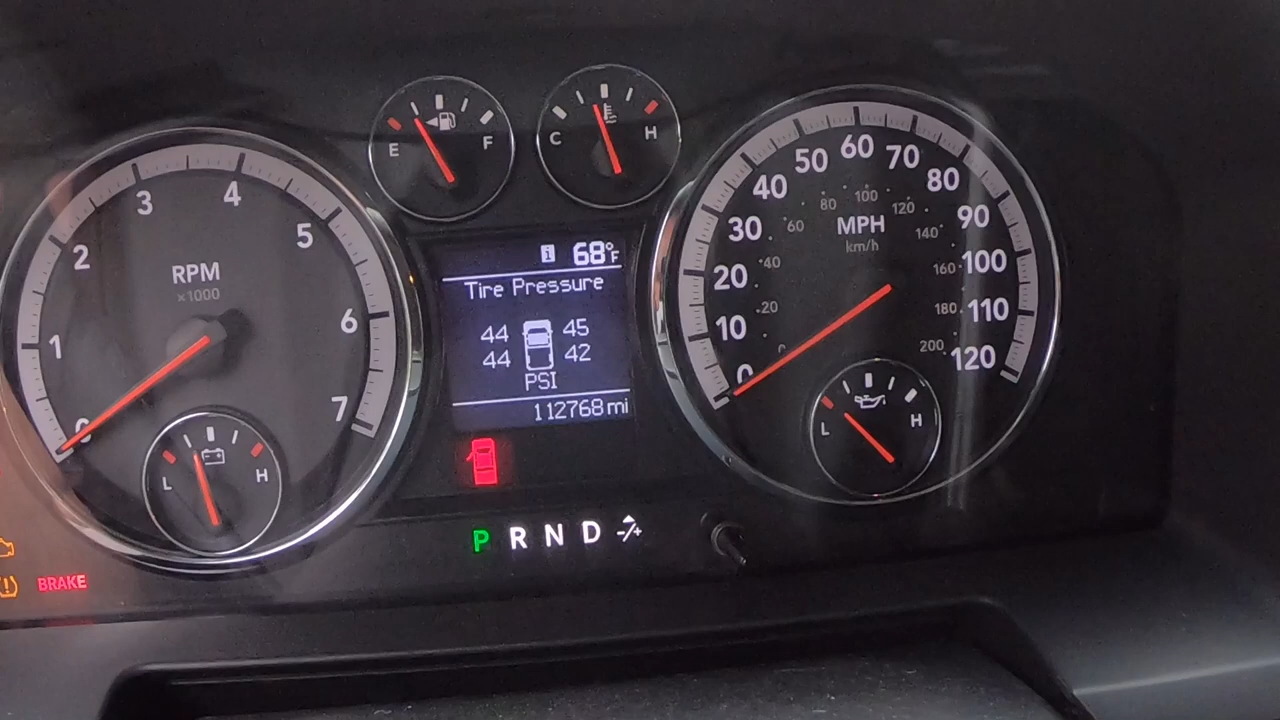 E F
C H
1 2 3 4 5 6 7
RPM
x1000
L H
68°F
Tire Pressure
44 45
44 42
PSI
112768 mi
0 10 20 30 40 50 60 70 80 90 100 110 120
MPH
km/h
0 20 40 60 80 100 120 140 160 180 200
L H
P R N D -/+
BRAKE